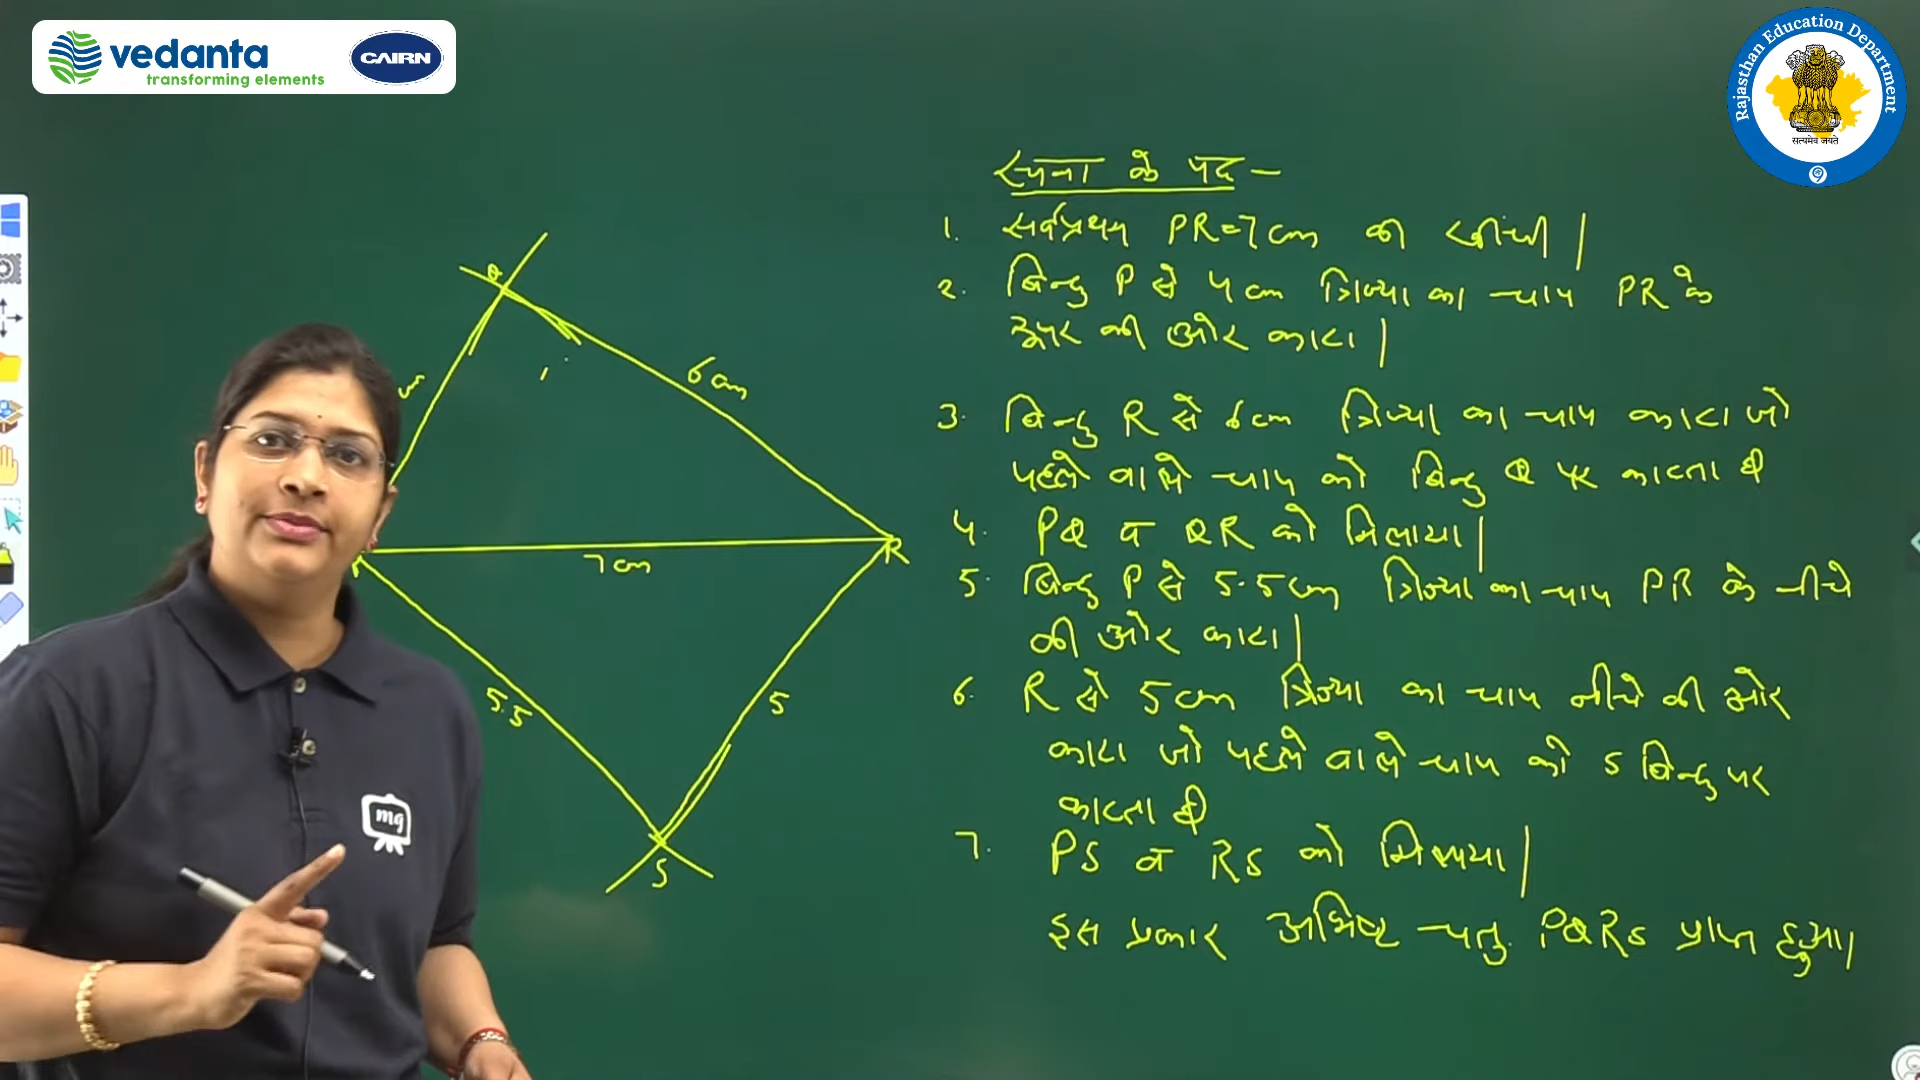 vedanta
transforming elements
CAIRN
Rajasthan Education Department
सत्यमेव जयते
रचना के पद –
1. सर्वप्रथम PR=7cm की खींची |
2. बिन्दु P से 4cm त्रिज्या का चाप PR के
ऊपर की ओर काटा |
3. बिन्दु R से 6cm त्रिज्या का चाप काटा जो
पहले वाले चाप को बिन्दु Q पर काटता है
4. PQ व QR को मिलाया |
5. बिन्दु P से 5.5cm त्रिज्या का चाप PR के नीचे
की ओर काटा |
6. R से 5cm त्रिज्या का चाप नीचे की ओर
काटा जो पहले वाले चाप को S बिन्दु पर
काटता है
7. PS व RS को मिलाया |
इस प्रकार अभिष्ट चतु. PQRS प्राप्त हुआ |
Q
6cm
7cm
R
5.5
5
S
mg